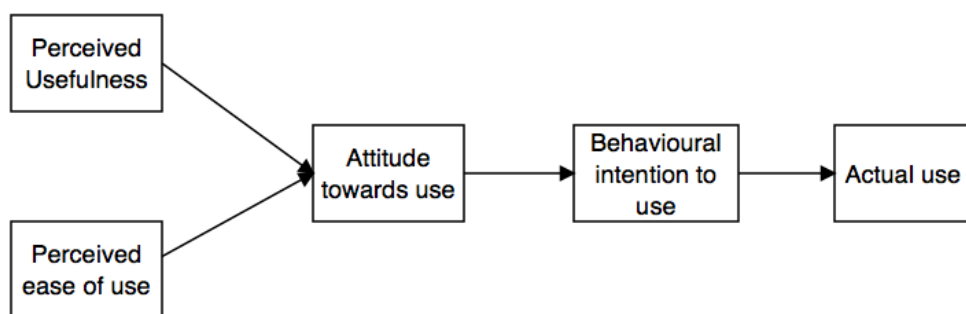 Perceived
Usefulness
Attitude
towards use
Behavioural
intention to
use
Actual use
Perceived
ease of use